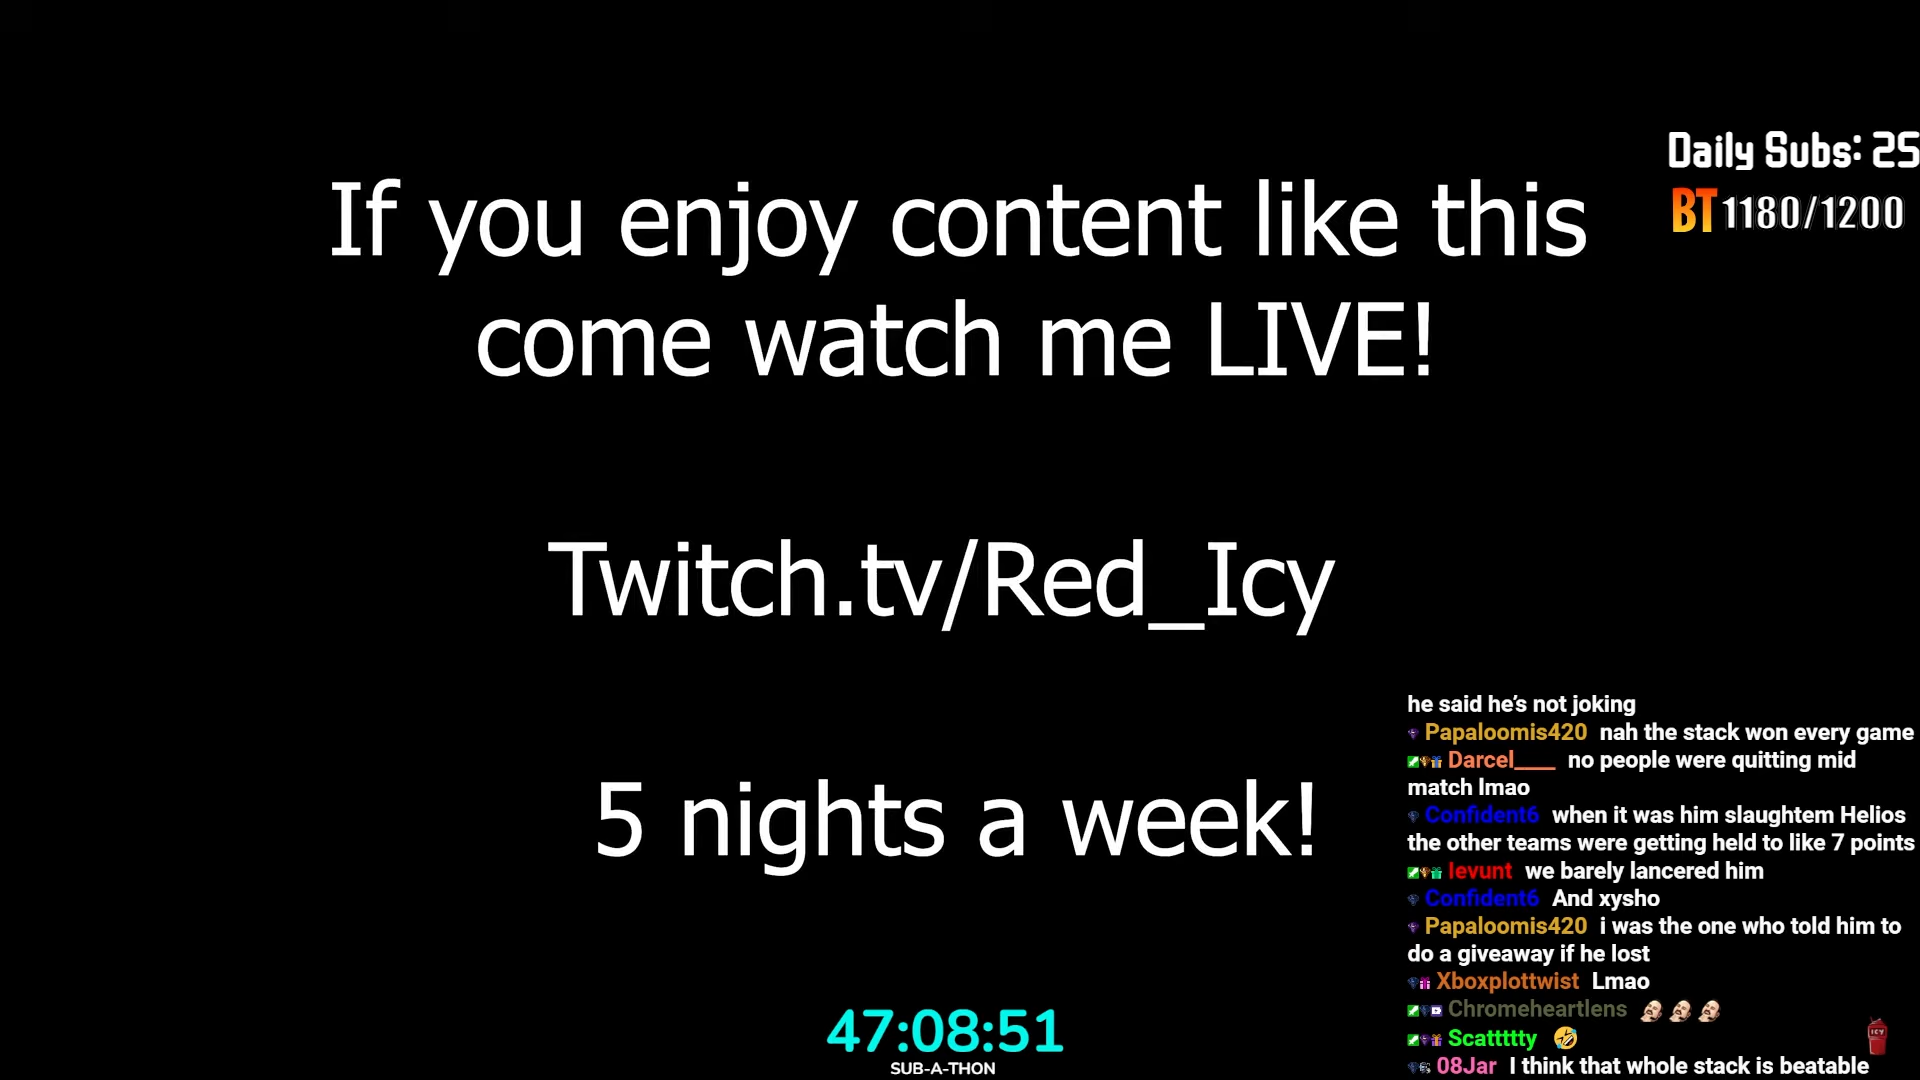 Daily Subs: 25
BT 1180/1200
If you enjoy content like this
come watch me LIVE!
Twitch.tv/Red_Icy
5 nights a week!
he said he's not joking
Papaloomis420 nah the stack won every game
Darcel____ no people were quitting mid
match lmao
Confident6 when it was him slaughtem Helios
the other teams were getting held to like 7 points
levunt we barely lancered him
Confident6 And xysho
Papaloomis420 i was the one who told him to
do a giveaway if he lost
Xboxplottwist Lmao
Chromeheartlens
Scattttty
08Jar I think that whole stack is beatable
ICY
47:08:51
SUB-A-THON